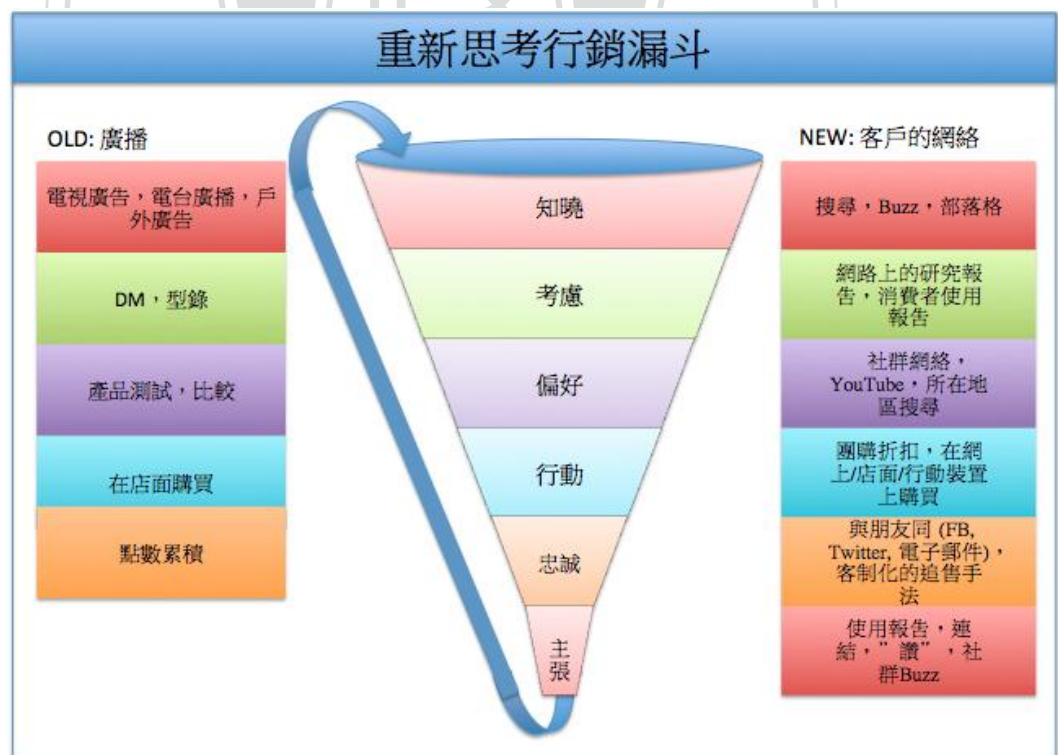 重新思考行銷漏斗
OLD: 廣播
電視廣告，電台廣播，戶
外廣告
DM，型錄
產品測試，比較
在店面購買
點數累積
知曉
考慮
偏好
行動
忠誠
主
張
NEW: 客戶的網絡
搜尋，Buzz，部落格
網路上的研究報
告，消費者使用
報告
社群網絡，
YouTube，所在地
區搜尋
團購折扣，在網
上/店面/行動裝置
上購買
與朋友同 (FB,
Twitter, 電子郵件)，
客制化的追售手
法
使用報告，連
結，”讚”，社
群Buzz